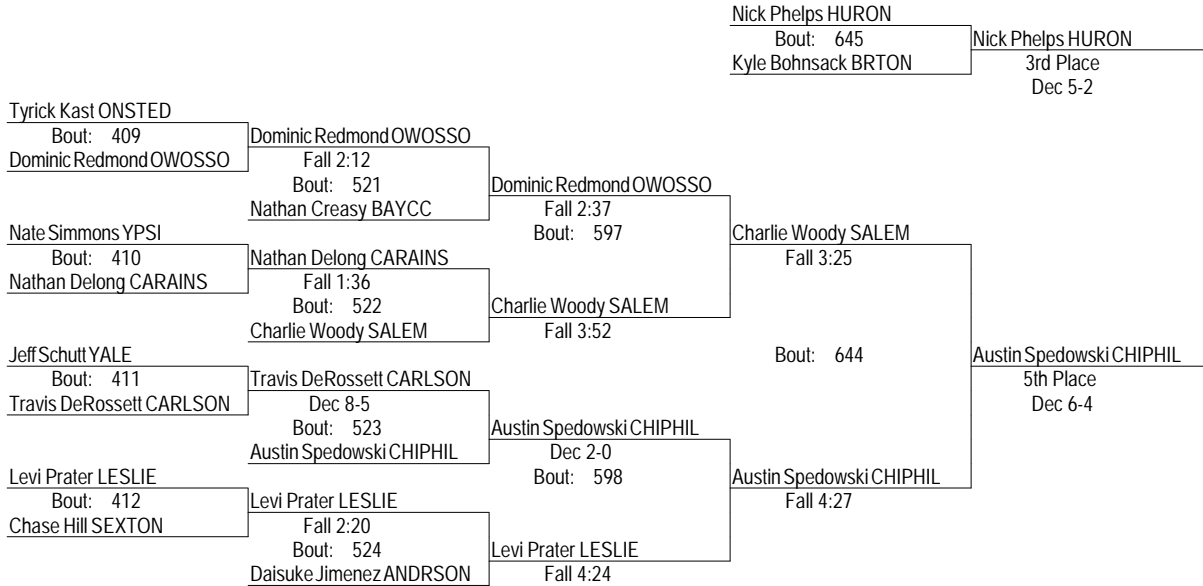 Nick Phelps HURON
Bout: 645
Nick Phelps HURON
Kyle Bohnsack BRTON
3rd Place
Dec 5-2
Tyrick Kast ONSTED
Bout: 409
Dominic Redmond OWOSSO
Dominic Redmond OWOSSO
Fall 2:12
Bout: 521
Dominic Redmond OWOSSO
Nathan Creasy BAYCC
Fall 2:37
Bout: 597
Nate Simmons YPSI
Charlie Woody SALEM
Bout: 410
Nathan Delong CARAINS
Fall 3:25
Nathan Delong CARAINS
Fall 1:36
Bout: 522
Charlie Woody SALEM
Charlie Woody SALEM
Fall 3:52
Jeff Schutt YALE
Bout: 644
Austin Spedowski CHIPHIL
Bout: 411
Travis DeRossett CARLSON
5th Place
Travis DeRossett CARLSON
Dec 8-5
Dec 6-4
Bout: 523
Austin Spedowski CHIPHIL
Austin Spedowski CHIPHIL
Dec 2-0
Levi Prater LESLIE
Bout: 598
Austin Spedowski CHIPHIL
Bout: 412
Levi Prater LESLIE
Fall 4:27
Chase Hill SEXTON
Fall 2:20
Bout: 524
Levi Prater LESLIE
Daisuke Jimenez ANDRSON
Fall 4:24